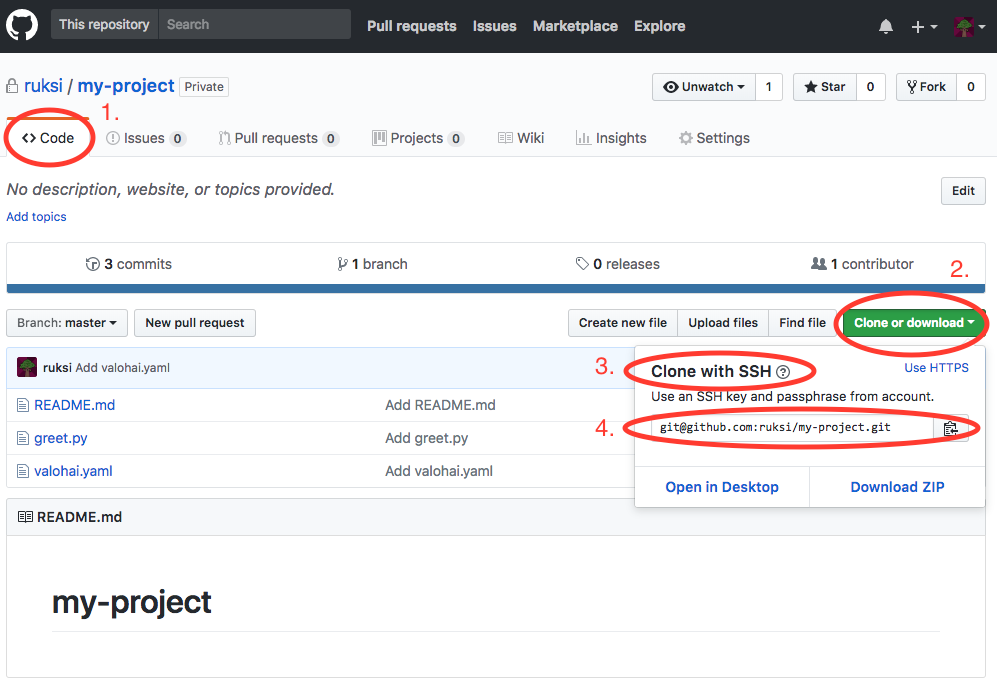 This repository Search Pull requests Issues Marketplace Explore
ruksi / my-project Private Unwatch 1 Star 0 Fork 0
1.
Code Issues 0 Pull requests 0 Projects 0 Wiki Insights Settings
No description, website, or topics provided. Edit
Add topics
3 commits 1 branch 0 releases 1 contributor
2.
Branch: master New pull request Create new file Upload files Find file Clone or download
ruksi Add valohai.yaml
3. Clone with SSH ? Use HTTPS
Use an SSH key and passphrase from account.
README.md Add README.md
4. git@github.com:ruksi/my-project.git
greet.py Add greet.py
valohai.yaml Add valohai.yaml
Open in Desktop Download ZIP
README.md
my-project